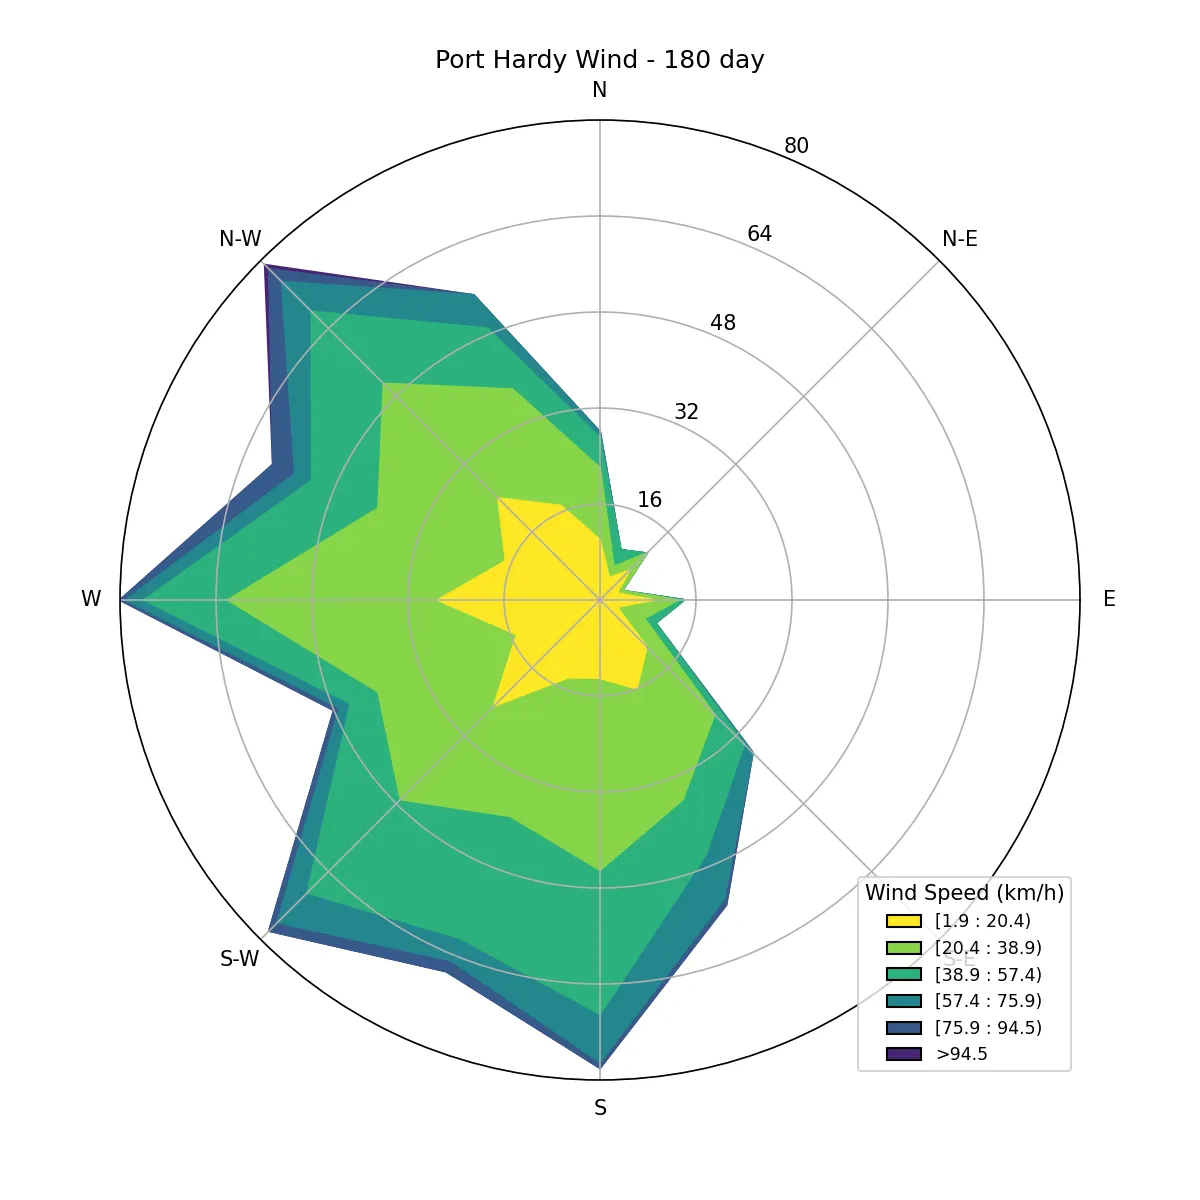 Port Hardy Wind - 180 day
N
80
N-W
N-E
64
48
32
16
W
E
S-W
S-E
S
Wind Speed (km/h)
[1.9 : 20.4)
[20.4 : 38.9)
[38.9 : 57.4)
[57.4 : 75.9)
[75.9 : 94.5)
>94.5